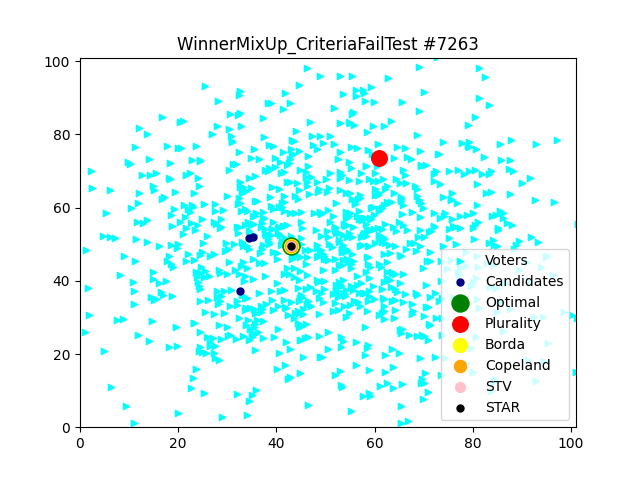 WinnerMixUp_CriteriaFailTest #7263
100
80
60
40
20
0
0 20 40 60 80 100
Voters
Candidates
Optimal
Plurality
Borda
Copeland
STV
STAR